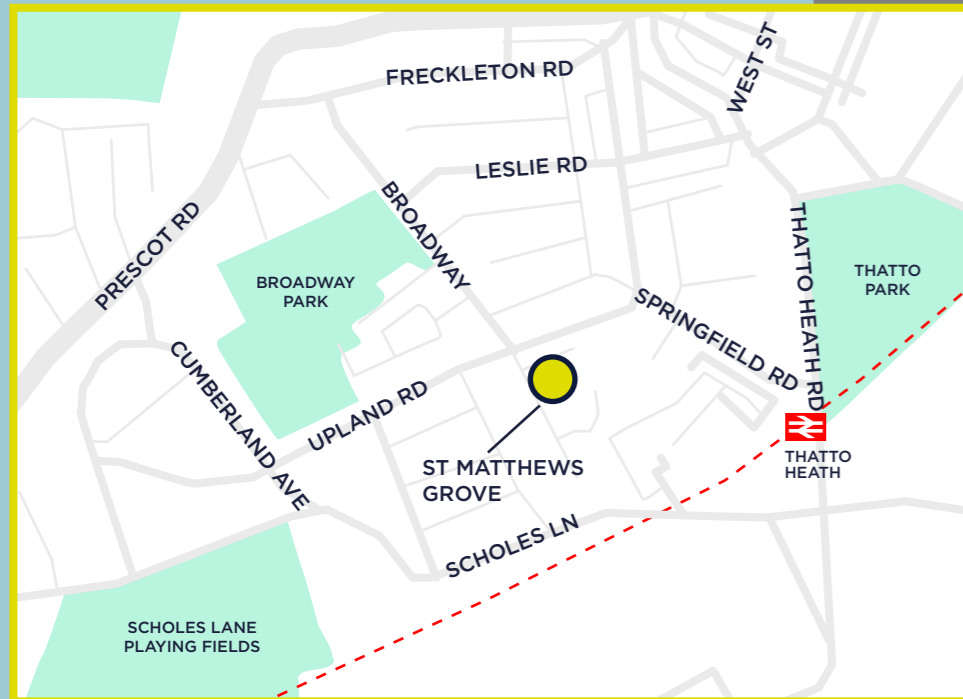 FRECKLETON RD
WEST ST
LESLIE RD
BROADWAY
PRESCOT RD
THATTO HEATH RD
BROADWAY
PARK
THATTO
PARK
SPRINGFIELD RD
CUMBERLAND AVE
UPLAND RD
THATTO
HEATH
ST MATTHEWS
GROVE
SCHOLES LN
SCHOLES LANE
PLAYING FIELDS